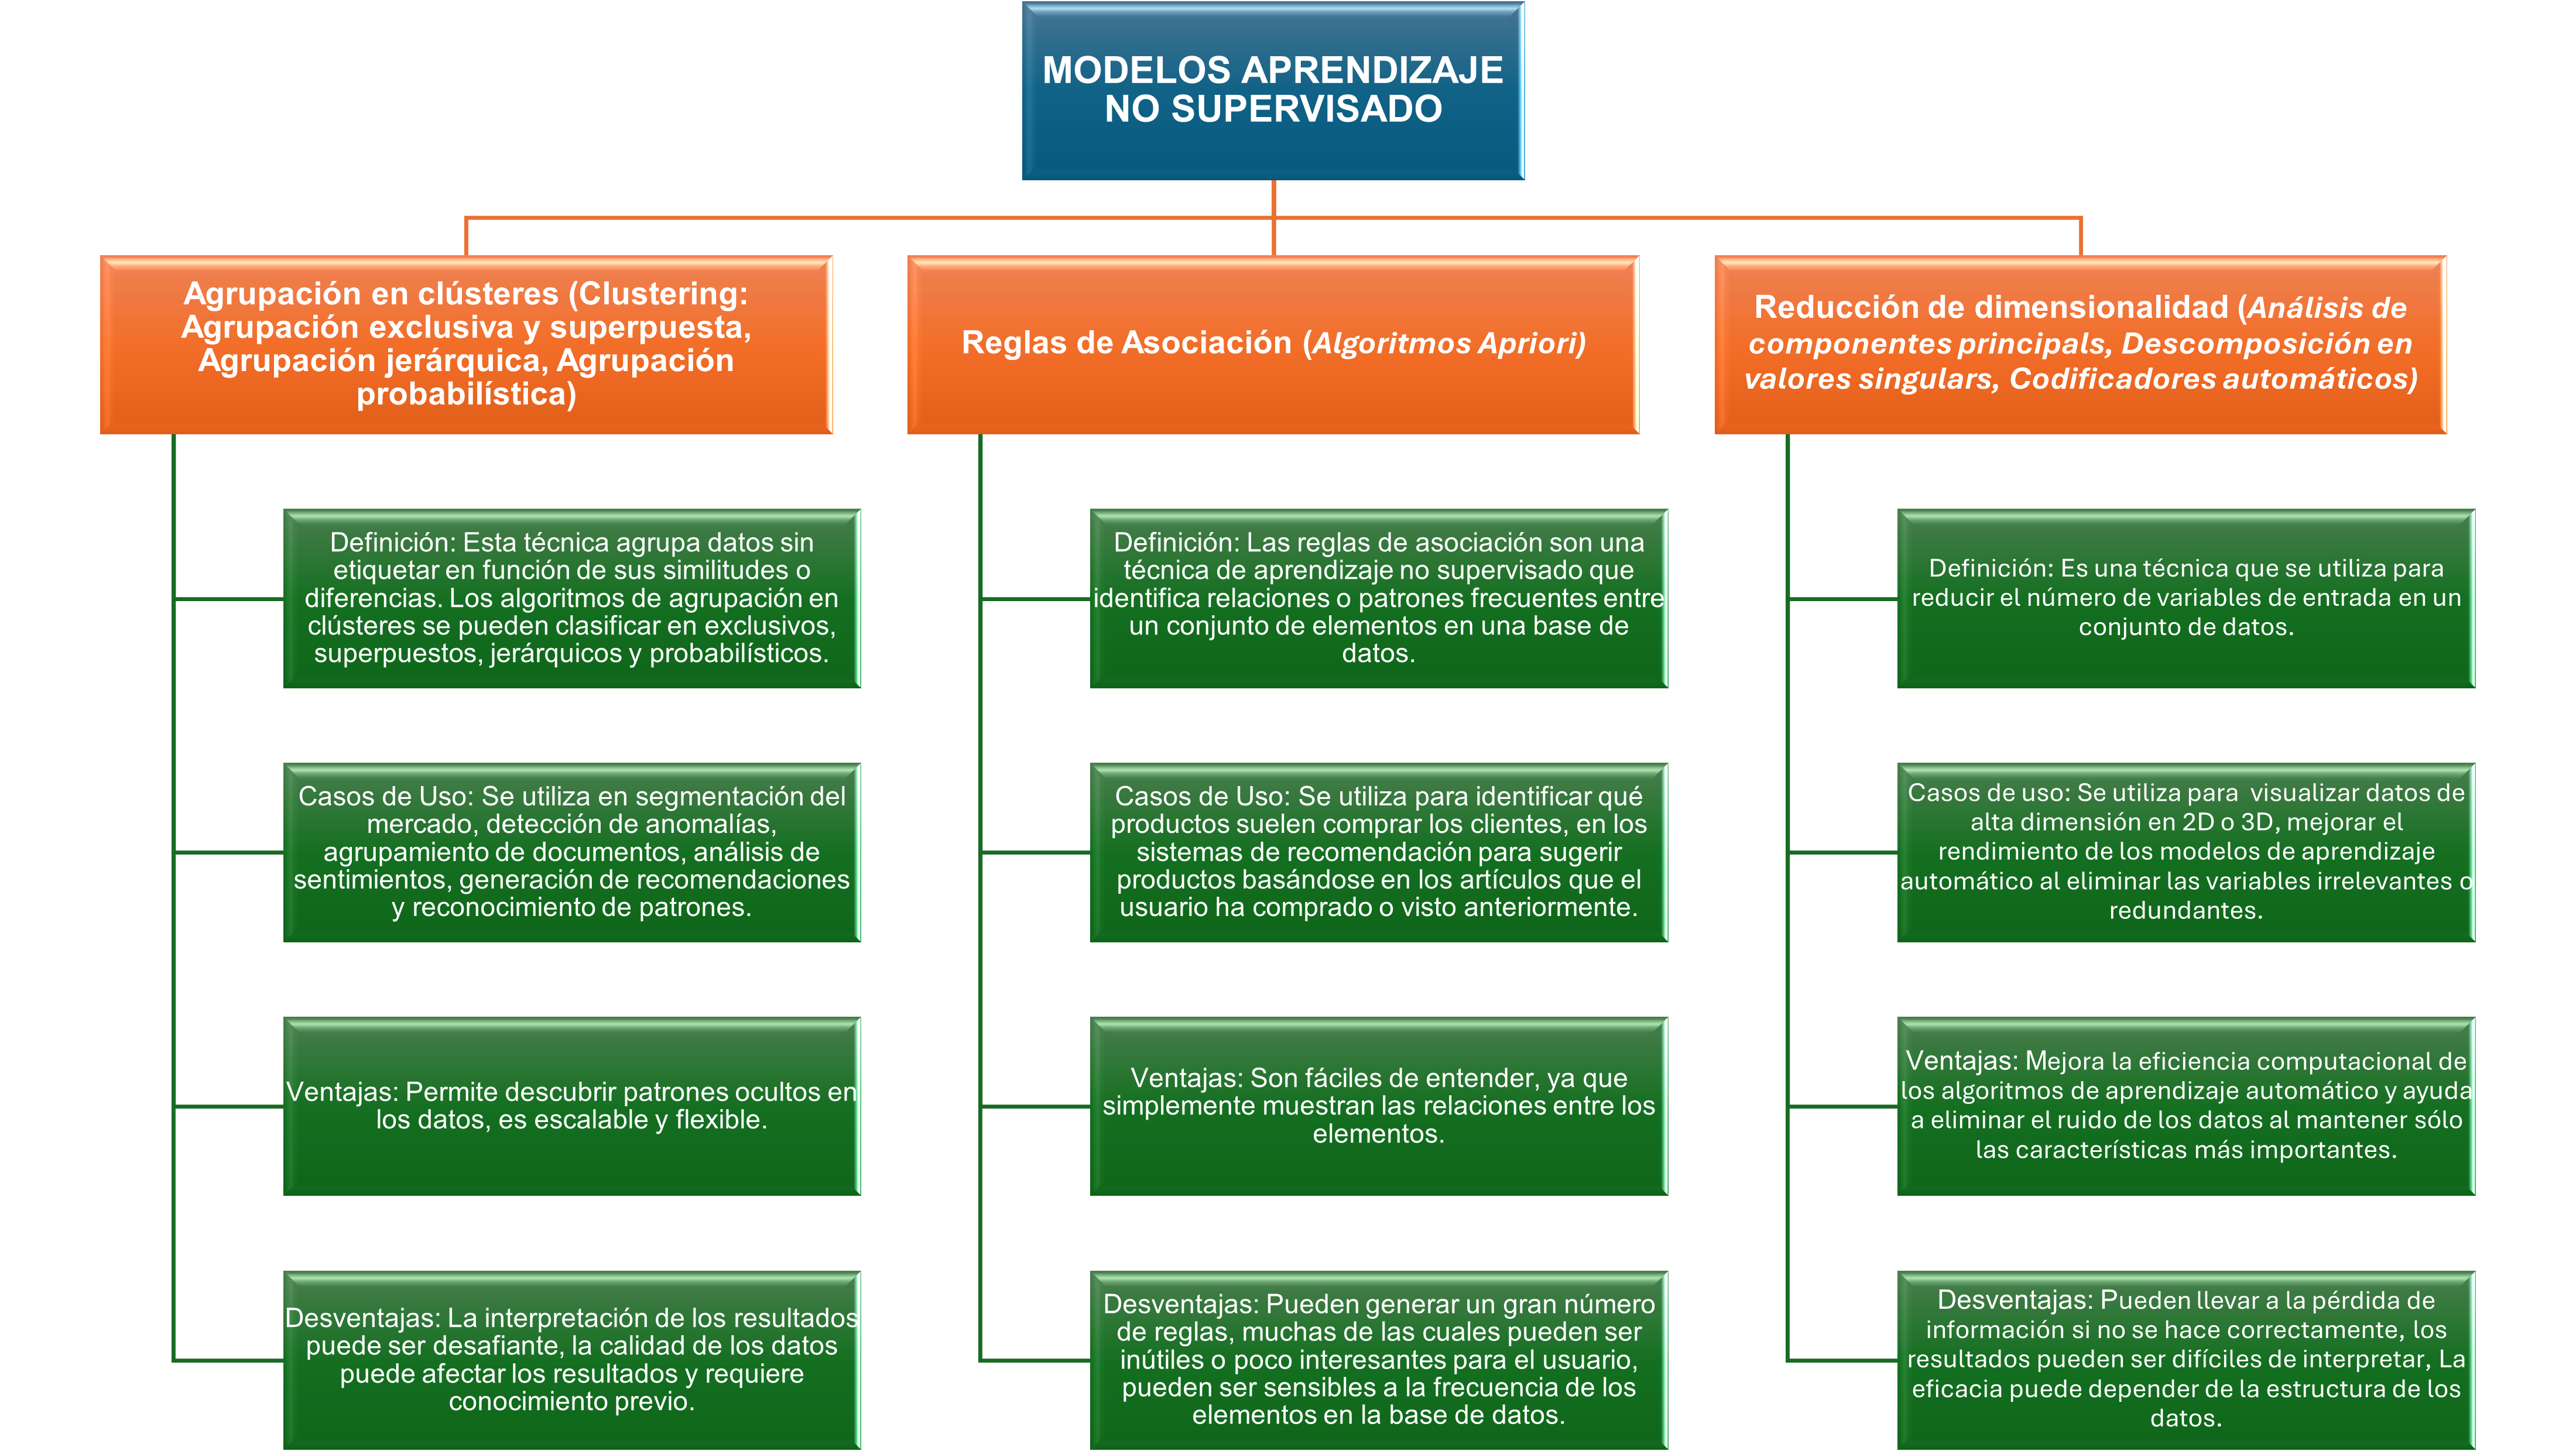 MODELOS APRENDIZAJE
NO SUPERVISADO
Agrupación en clústeres (Clustering:
Agrupación exclusiva y superpuesta,
Agrupación jerárquica, Agrupación
probabilística)
Definición: Esta técnica agrupa datos sin
etiquetar en función de sus similitudes o
diferencias. Los algoritmos de agrupación en
clústeres se pueden clasificar en exclusivos,
superpuestos, jerárquicos y probabilísticos.
Casos de Uso: Se utiliza en segmentación del
mercado, detección de anomalías,
agrupamiento de documentos, análisis de
sentimientos, generación de recomendaciones
y reconocimiento de patrones.
Ventajas: Permite descubrir patrones ocultos en
los datos, es escalable y flexible.
Desventajas: La interpretación de los resultados
puede ser desafiante, la calidad de los datos
puede afectar los resultados y requiere
conocimiento previo.
Reglas de Asociación (Algoritmos Apriori)
Definición: Las reglas de asociación son una
técnica de aprendizaje no supervisado que
identifica relaciones o patrones frecuentes entre
un conjunto de elementos en una base de
datos.
Casos de Uso: Se utiliza para identificar qué
productos suelen comprar los clientes, en los
sistemas de recomendación para sugerir
productos basándose en los artículos que el
usuario ha comprado o visto anteriormente.
Ventajas: Son fáciles de entender, ya que
simplemente muestran las relaciones entre los
elementos.
Desventajas: Pueden generar un gran número
de reglas, muchas de las cuales pueden ser
inútiles o poco interesantes para el usuario,
pueden ser sensibles a la frecuencia de los
elementos en la base de datos.
Reducción de dimensionalidad (Análisis de
componentes principals, Descomposición en
valores singulars, Codificadores automáticos)
Definición: Es una técnica que se utiliza para
reducir el número de variables de entrada en un
conjunto de datos.
Casos de uso: Se utiliza para  visualizar datos de
alta dimensión en 2D o 3D, mejorar el
rendimiento de los modelos de aprendizaje
automático al eliminar las variables irrelevantes o
redundantes.
Ventajas: Mejora la eficiencia computacional de
los algoritmos de aprendizaje automático y ayuda
a eliminar el ruido de los datos al mantener sólo
las características más importantes.
Desventajas: Pueden llevar a la pérdida de
información si no se hace correctamente, los
resultados pueden ser difíciles de interpretar, La
eficacia puede depender de la estructura de los
datos.